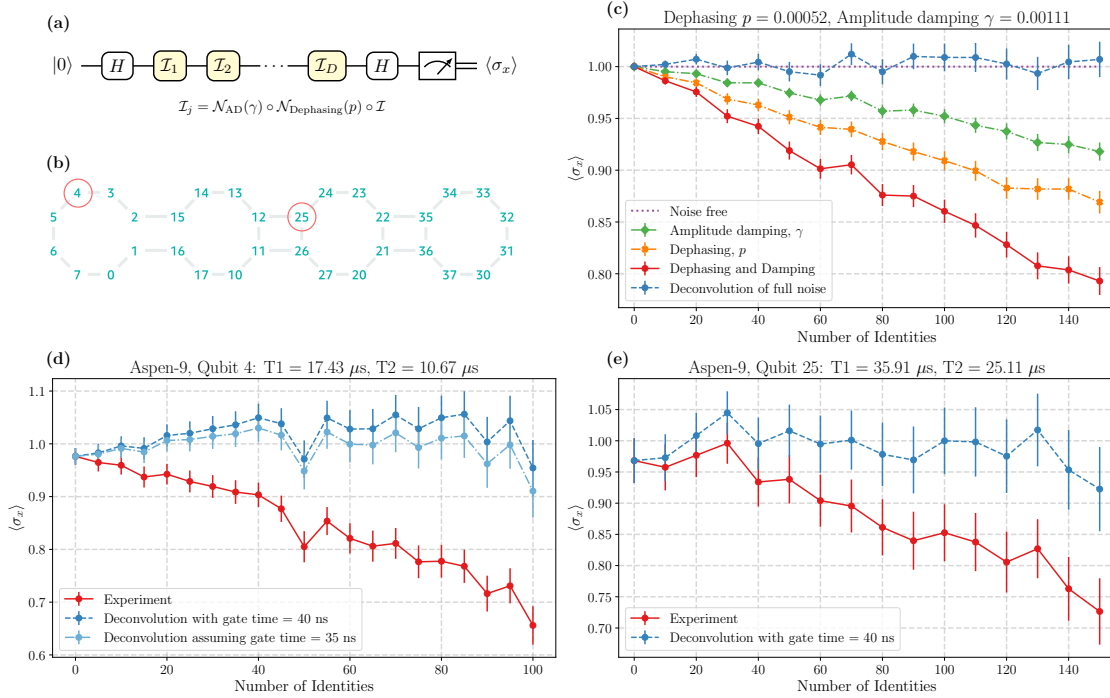 (a)
|0⟩ H I₁ I₂ ··· I_D H ⟨σₓ⟩
I_j = N_AD(γ) ∘ N_Dephasing(p) ∘ I
(b)
4 3 14 13 24 23 34 33
5 2 15 12 25 22 35 32
6 1 16 11 26 21 36 31
7 0 17 10 27 20 37 30
(c)
Dephasing p = 0.00052, Amplitude damping γ = 0.00111
1.00
0.95
0.90
0.85
0.80
⟨σₓ⟩
Noise free
Amplitude damping, γ
Dephasing, p
Dephasing and Damping
Deconvolution of full noise
0 20 40 60 80 100 120 140
Number of Identities
(d)
Aspen-9, Qubit 4: T1 = 17.43 μs, T2 = 10.67 μs
1.1
1.0
0.9
0.8
0.7
0.6
⟨σₓ⟩
Experiment
Deconvolution with gate time = 40 ns
Deconvolution assuming gate time = 35 ns
0 20 40 60 80 100
Number of Identities
(e)
Aspen-9, Qubit 25: T1 = 35.91 μs, T2 = 25.11 μs
1.05
1.00
0.95
0.90
0.85
0.80
0.75
0.70
⟨σₓ⟩
Experiment
Deconvolution with gate time = 40 ns
0 20 40 60 80 100 120 140
Number of Identities